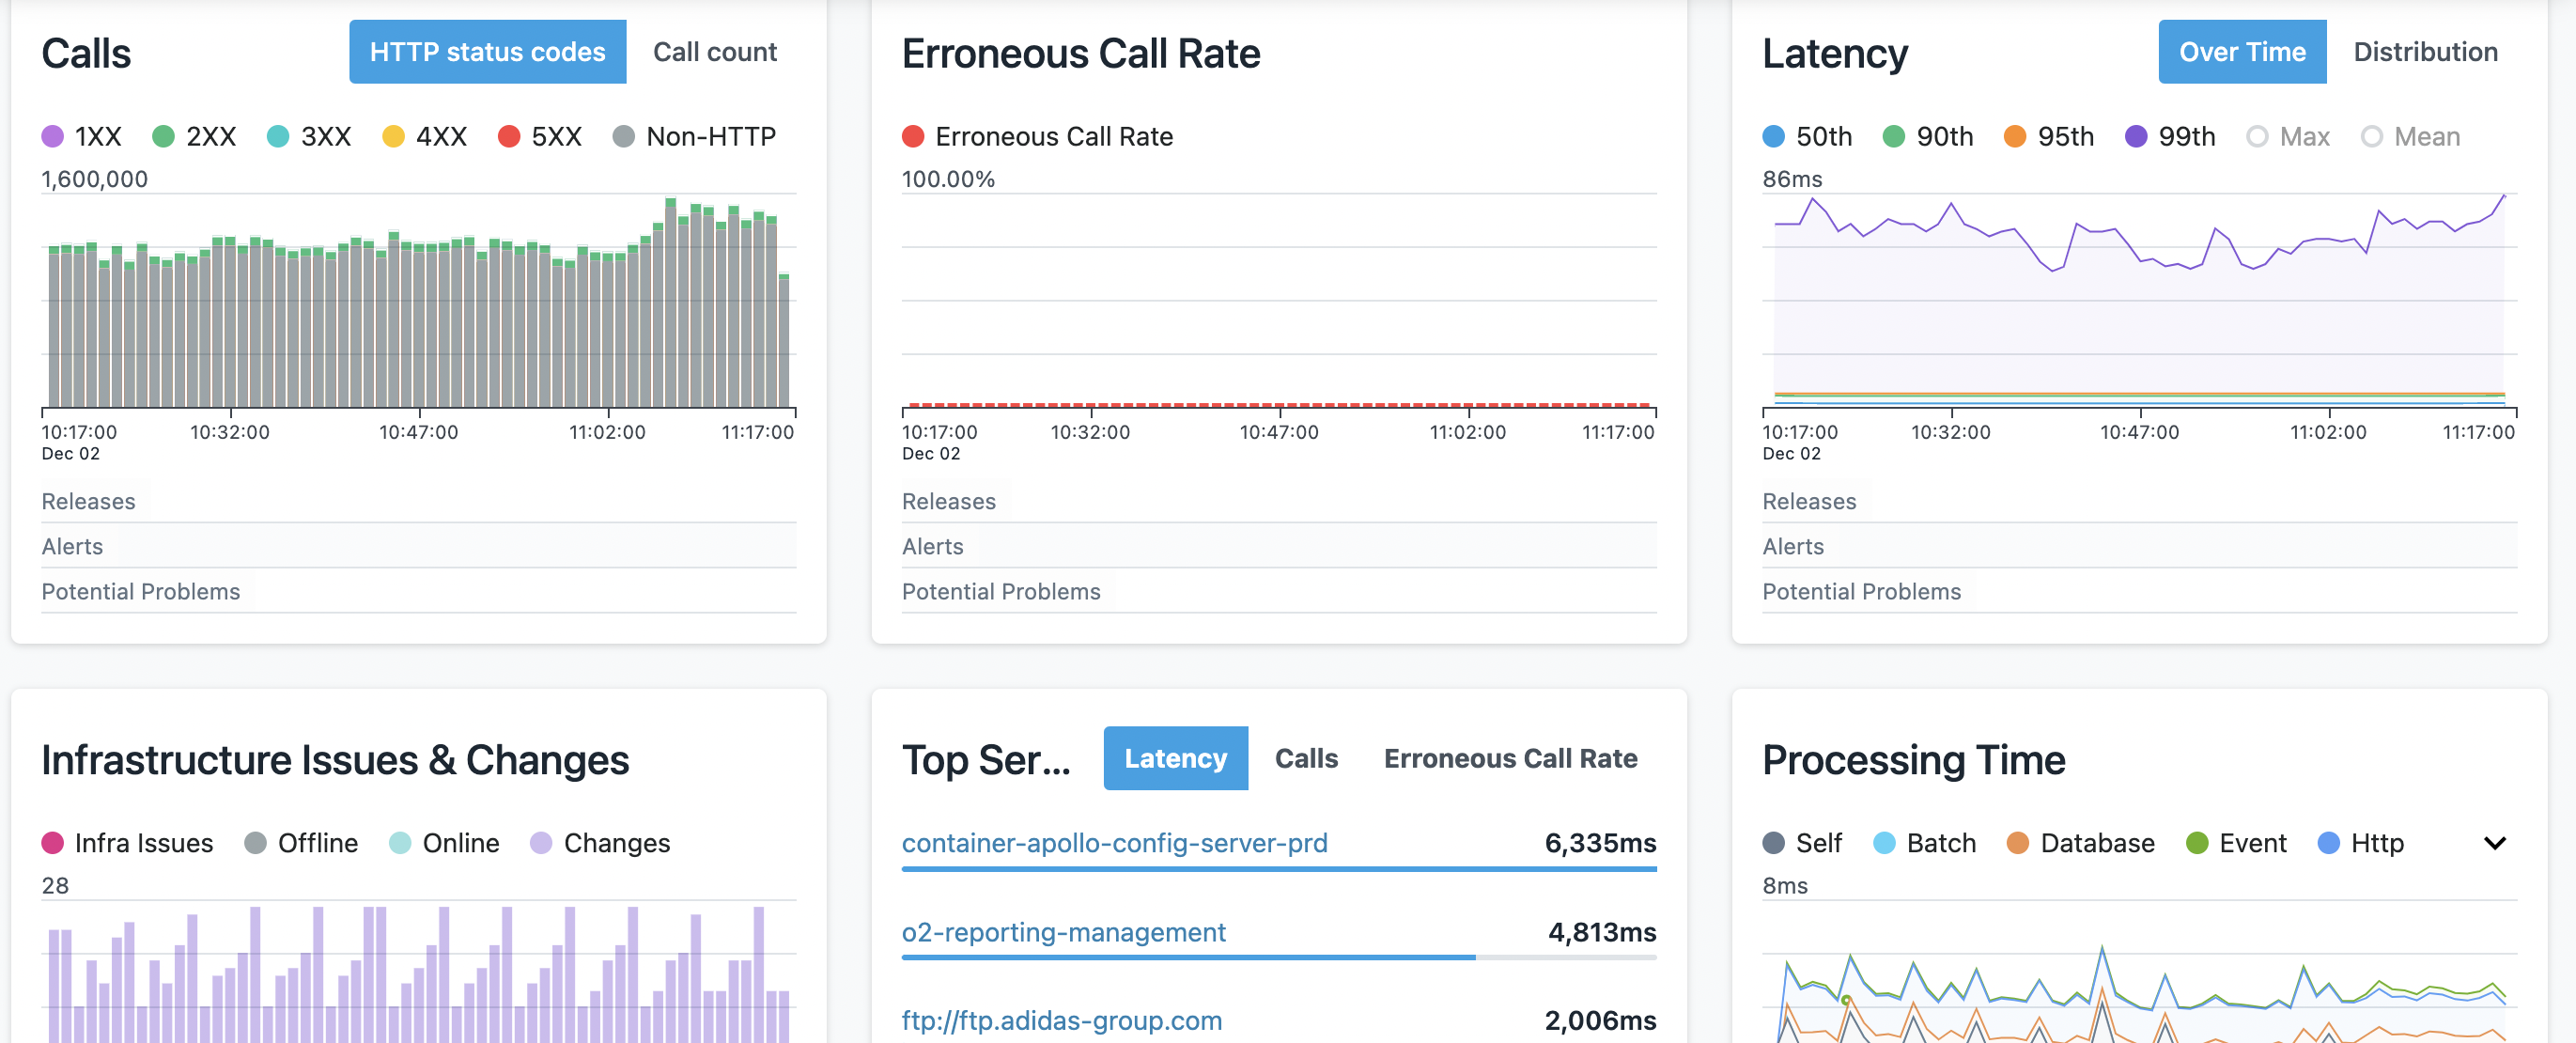 Calls
HTTP status codes
Call count
1XX
2XX
3XX
4XX
5XX
Non-HTTP
1,600,000
10:17:00
10:32:00
10:47:00
11:02:00
11:17:00
Dec 02
Releases
Alerts
Potential Problems
Erroneous Call Rate
Erroneous Call Rate
100.00%
10:17:00
10:32:00
10:47:00
11:02:00
11:17:00
Dec 02
Releases
Alerts
Potential Problems
Latency
Over Time
Distribution
50th
90th
95th
99th
Max
Mean
86ms
10:17:00
10:32:00
10:47:00
11:02:00
11:17:00
Dec 02
Releases
Alerts
Potential Problems
Infrastructure Issues & Changes
Infra Issues
Offline
Online
Changes
28
Top Ser...
Latency
Calls
Erroneous Call Rate
container-apollo-config-server-prd
6,335ms
o2-reporting-management
4,813ms
ftp://ftp.adidas-group.com
2,006ms
Processing Time
Self
Batch
Database
Event
Http
8ms